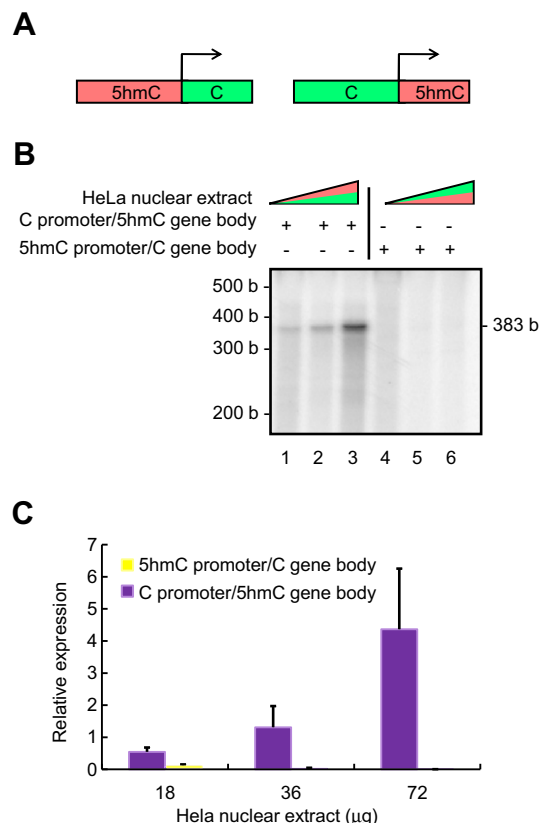 A
5hmC C C 5hmC
B
HeLa nuclear extract
C promoter/5hmC gene body + + + - - -
5hmC promoter/C gene body - - - + + +
500 b
400 b
383 b
300 b
200 b
1 2 3 4 5 6
C
7
6
5
4
3
2
1
0
Relative expression
5hmC promoter/C gene body
C promoter/5hmC gene body
18 36 72
Hela nuclear extract (µg)